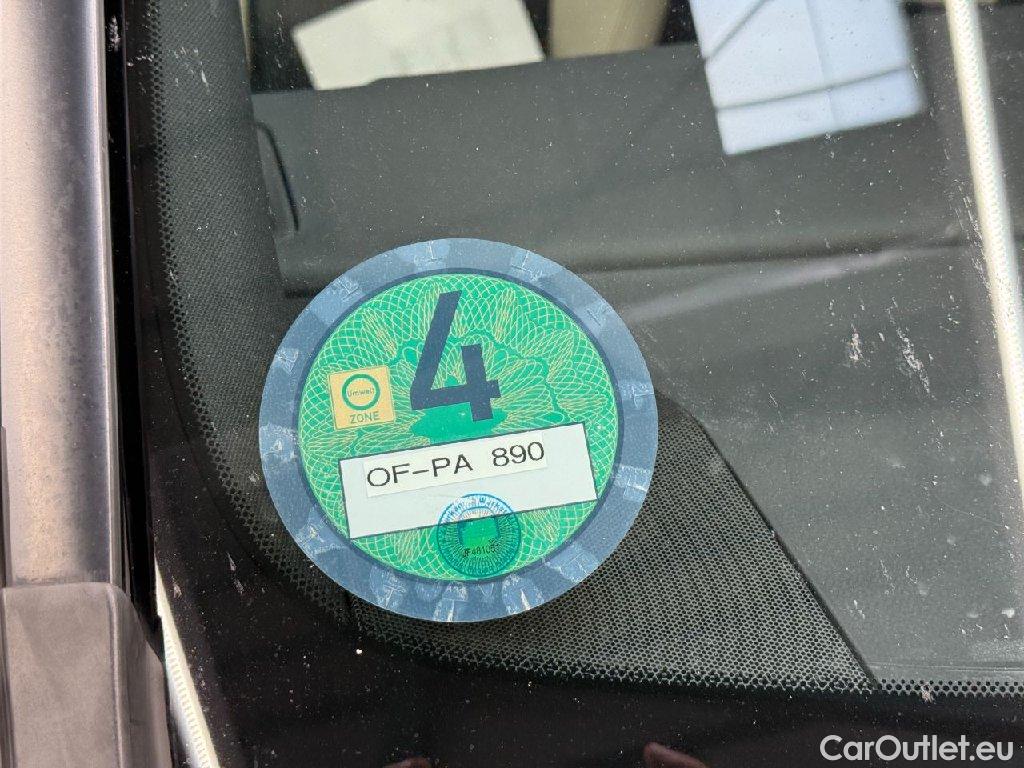 4
Umwelt
ZONE
OF-PA 890
CarOutlet.eu